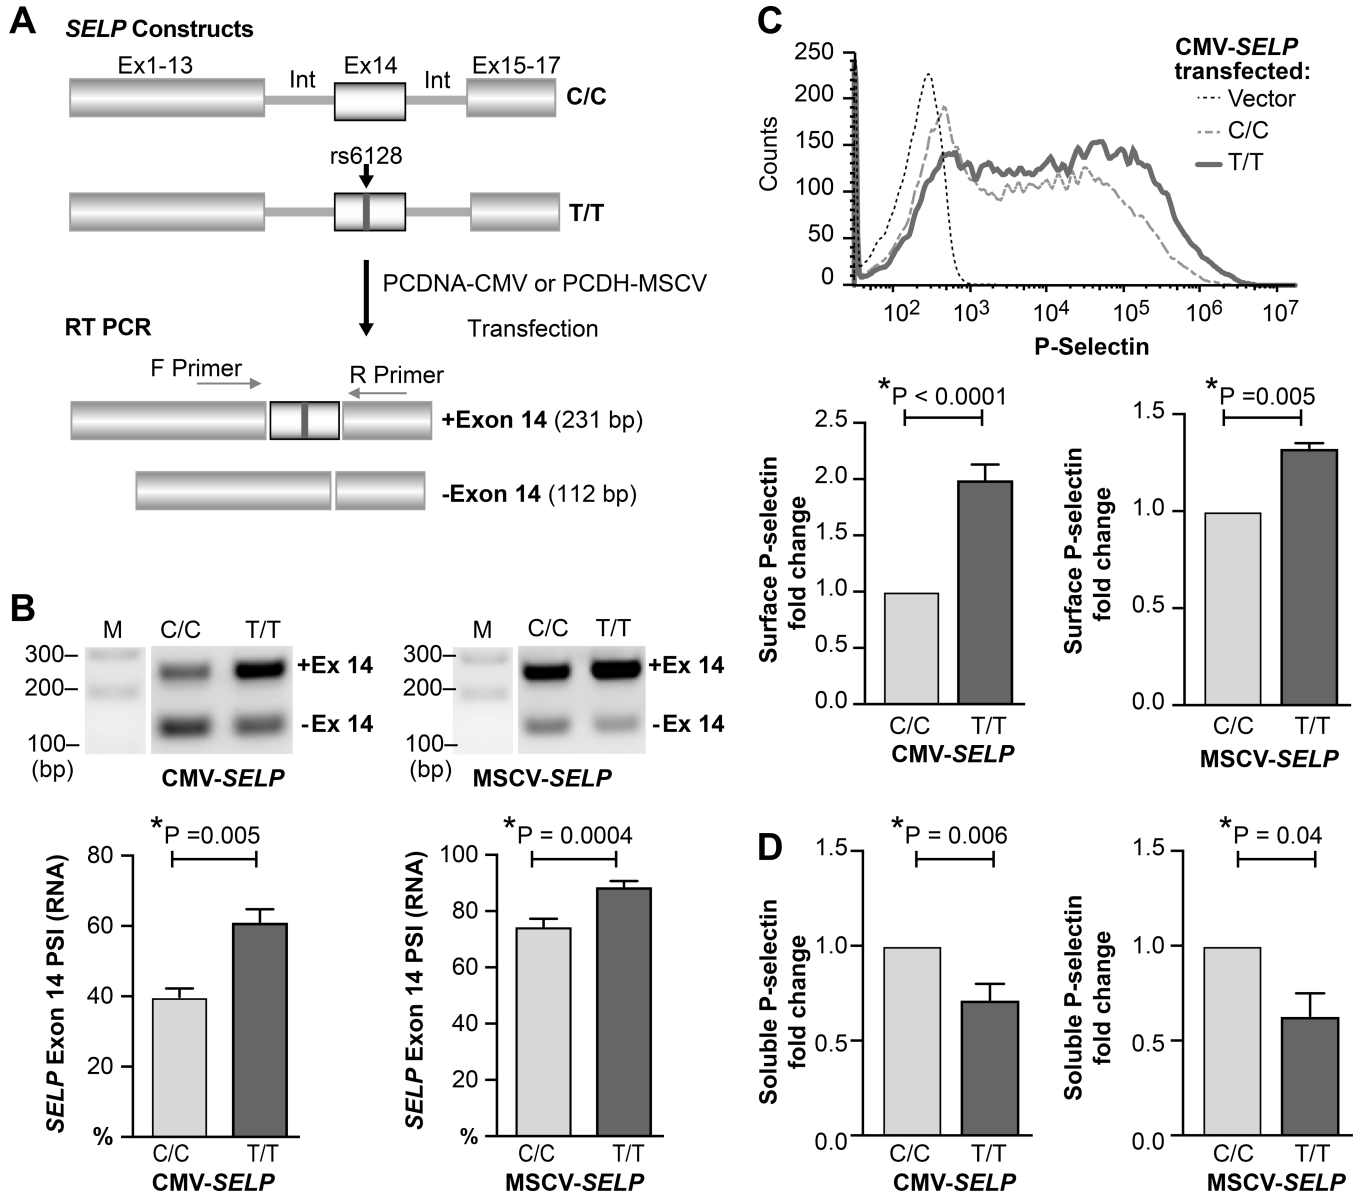 A
SELP Constructs
Ex1-13
Int
Ex14
Int
Ex15-17
C/C
rs6128
T/T
PCDNA-CMV or PCDH-MSCV
RT PCR
Transfection
F Primer
R Primer
+Exon 14 (231 bp)
-Exon 14 (112 bp)
B
M
C/C
T/T
300–
200–
100–
(bp)
+Ex 14
-Ex 14
CMV-SELP
M
C/C
T/T
300–
200–
100–
(bp)
+Ex 14
-Ex 14
MSCV-SELP
*P =0.005
SELP Exon 14 PSI (RNA)
80
60
40
20
%
C/C
T/T
CMV-SELP
*P = 0.0004
SELP Exon 14 PSI (RNA)
100
80
60
40
20
%
C/C
T/T
MSCV-SELP
C
CMV-SELP
transfected:
Vector
C/C
T/T
Counts
250
200
150
100
50
0
10²
10³
10⁴
10⁵
10⁶
10⁷
P-Selectin
*P < 0.0001
Surface P-selectin
fold change
2.5
2.0
1.5
1.0
0.5
0.0
C/C
T/T
CMV-SELP
*P =0.005
Surface P-selectin
fold change
1.5
1.0
0.5
0.0
C/C
T/T
MSCV-SELP
D
*P = 0.006
Soluble P-selectin
fold change
1.5
1.0
0.5
0.0
C/C
T/T
CMV-SELP
*P = 0.04
Soluble P-selectin
fold change
1.5
1.0
0.5
0.0
C/C
T/T
MSCV-SELP